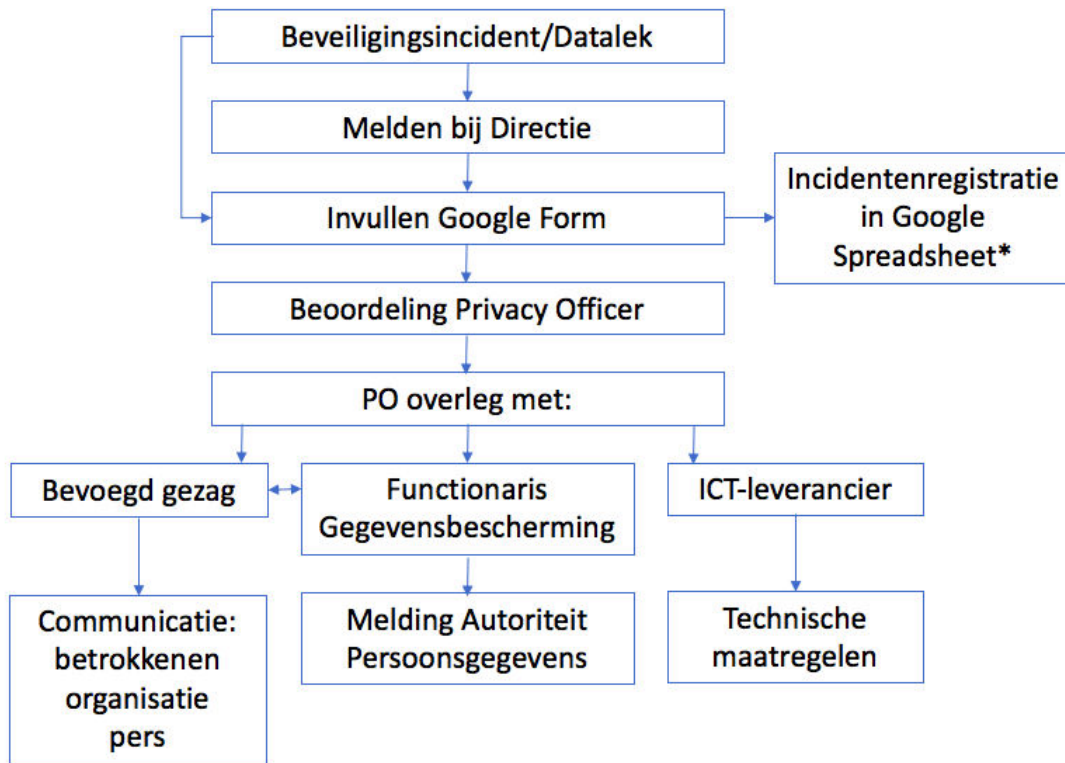 Beveiligingsincident/Datalek
Melden bij Directie
Invullen Google Form
Incidentenregistratie
in Google
Spreadsheet*
Beoordeling Privacy Officer
PO overleg met:
Bevoegd gezag
Functionaris
Gegevensbescherming
ICT-leverancier
Communicatie:
betrokkenen
organisatie
pers
Melding Autoriteit
Persoonsgegevens
Technische
maatregelen